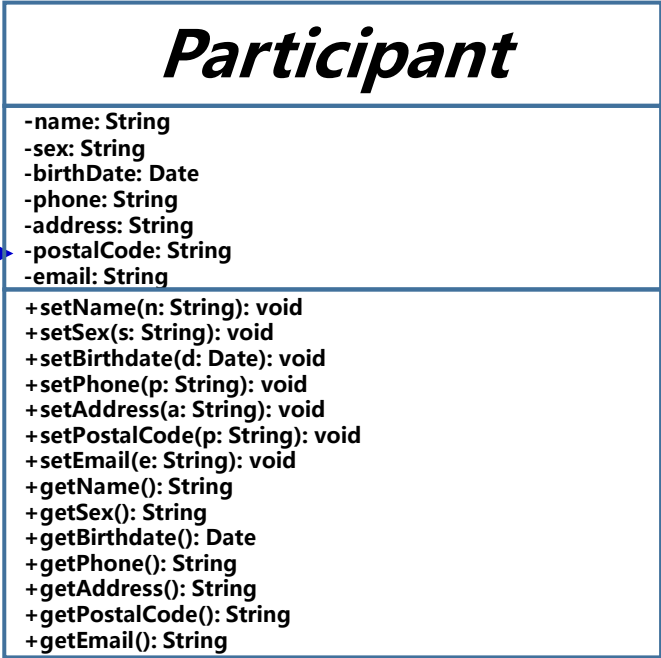 Participant
-name: String
-sex: String
-birthDate: Date
-phone: String
-address: String
-postalCode: String
-email: String
+setName(n: String): void
+setSex(s: String): void
+setBirthdate(d: Date): void
+setPhone(p: String): void
+setAddress(a: String): void
+setPostalCode(p: String): void
+setEmail(e: String): void
+getName(): String
+getSex(): String
+getBirthdate(): Date
+getPhone(): String
+getAddress(): String
+getPostalCode(): String
+getEmail(): String